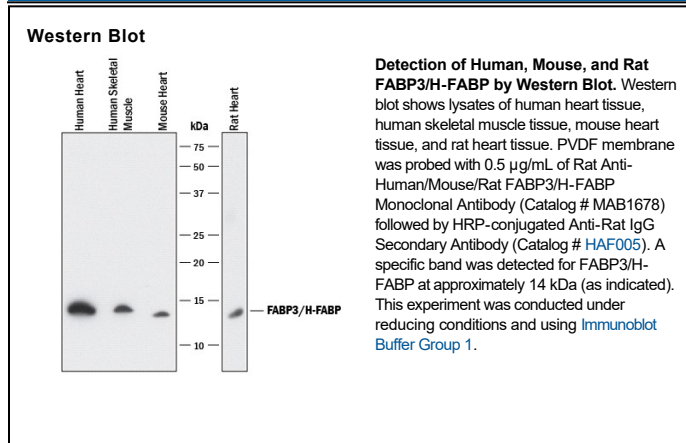 Western Blot
Human Heart
Human Skeletal
Muscle
Mouse Heart
kDa
Rat Heart
75
50
37
25
20
15
10
FABP3/H-FABP
Detection of Human, Mouse, and Rat
FABP3/H-FABP by Western Blot. Western
blot shows lysates of human heart tissue,
human skeletal muscle tissue, mouse heart
tissue, and rat heart tissue. PVDF membrane
was probed with 0.5 µg/mL of Rat Anti-
Human/Mouse/Rat FABP3/H-FABP
Monoclonal Antibody (Catalog # MAB1678)
followed by HRP-conjugated Anti-Rat IgG
Secondary Antibody (Catalog # HAF005). A
specific band was detected for FABP3/H-
FABP at approximately 14 kDa (as indicated).
This experiment was conducted under
reducing conditions and using Immunoblot
Buffer Group 1.